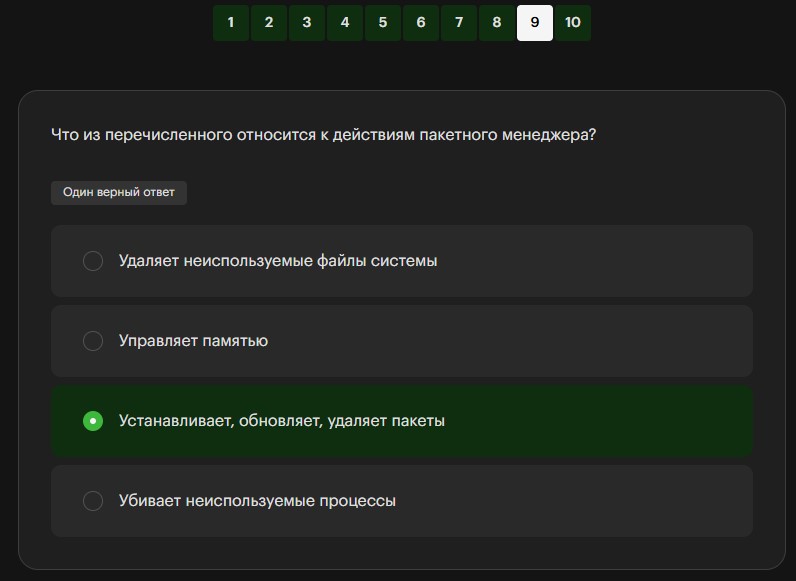 1 2 3 4 5 6 7 8 9 10
Что из перечисленного относится к действиям пакетного менеджера?
Один верный ответ
Удаляет неиспользуемые файлы системы
Управляет памятью
Устанавливает, обновляет, удаляет пакеты
Убивает неиспользуемые процессы